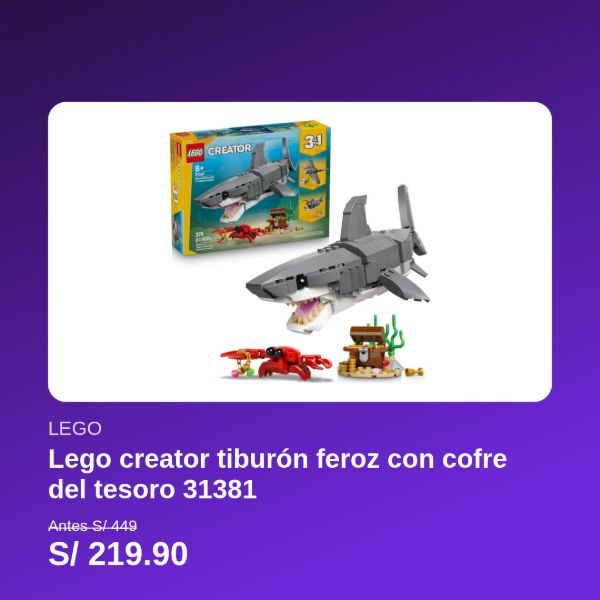 LEGO
CREATOR
3in1
8+
LEGO
Lego creator tiburón feroz con cofre
del tesoro 31381
Antes S/ 449
S/ 219.90